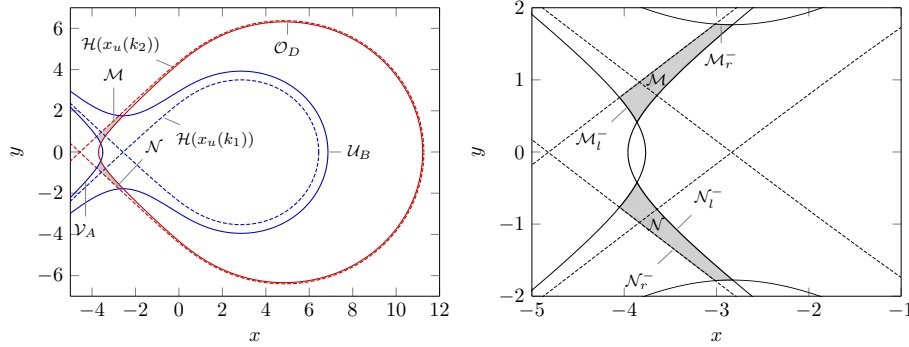 6
4
2
0
−2
−4
−6
−4
−2
0
2
4
6
8
10
12
x
y
ℋ(x_u(k_2))
ℳ
𝒪_D
ℋ(x_u(k_1))
𝒩
𝒰_B
𝒱_A
2
1
0
−1
−2
−5
−4
−3
−2
−1
x
y
ℳ
ℳ_r^−
ℳ_l^−
𝒩_l^−
𝒩
𝒩_r^−